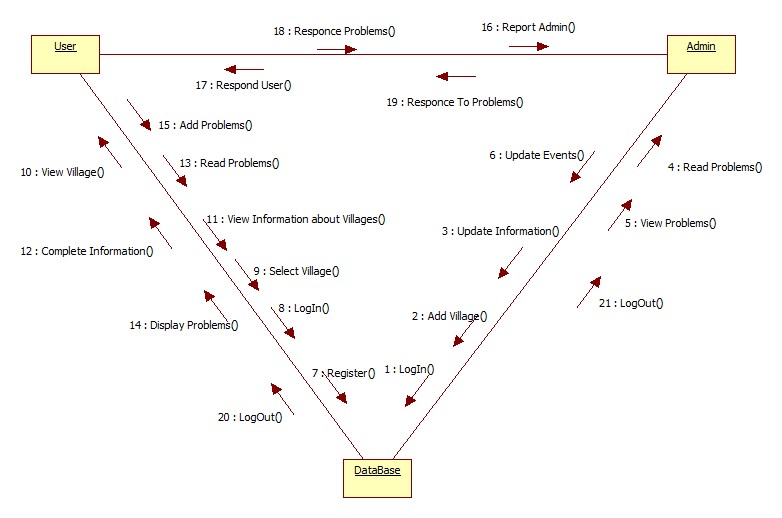 18 : Responce Problems()
16 : Report Admin()
User
Admin
17 : Respond User()
19 : Responce To Problems()
15 : Add Problems()
6 : Update Events()
13 : Read Problems()
4 : Read Problems()
10 : View Village()
11 : View Information about Villages()
5 : View Problems()
3 : Update Information()
12 : Complete Information()
9 : Select Village()
21 : LogOut()
8 : LogIn()
2 : Add Village()
14 : Display Problems()
7 : Register()
1 : LogIn()
20 : LogOut()
DataBase